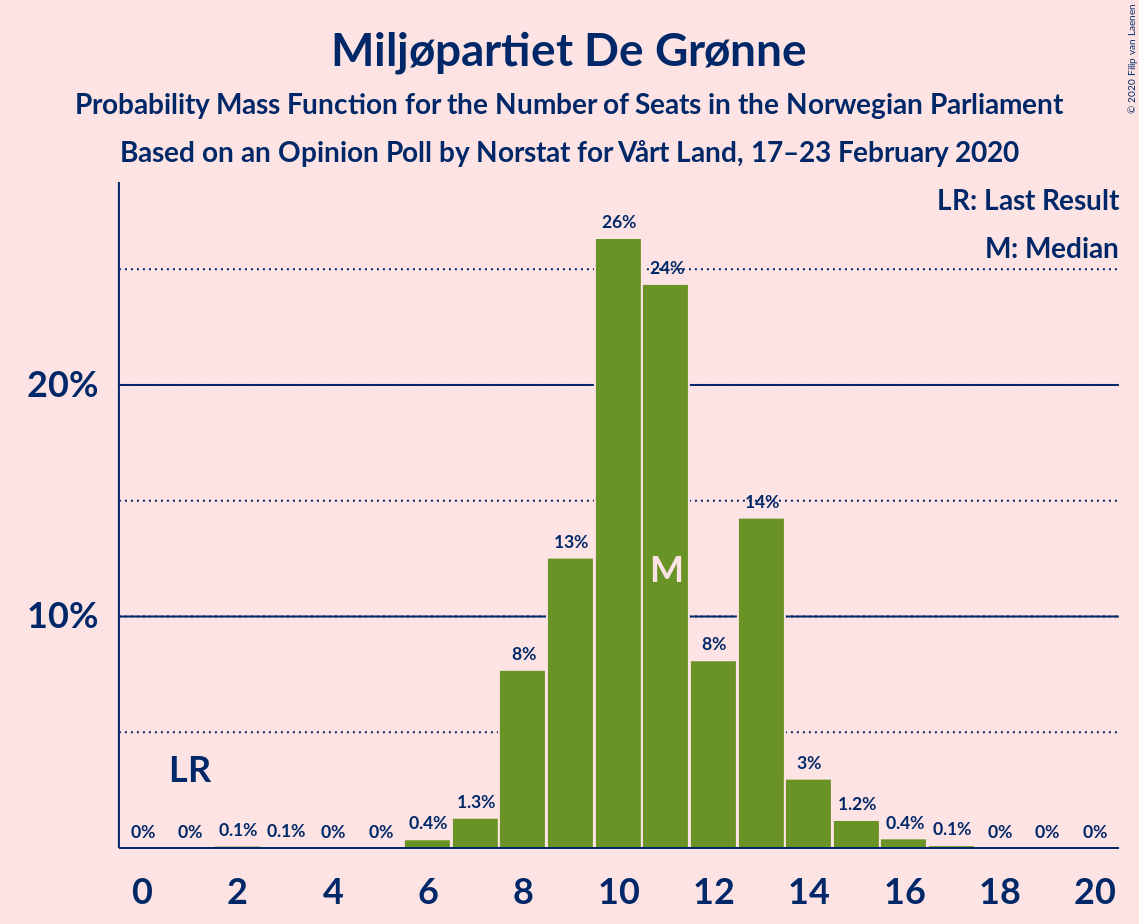 Miljøpartiet De Grønne
Probability Mass Function for the Number of Seats in the Norwegian Parliament
Based on an Opinion Poll by Norstat for Vårt Land, 17–23 February 2020
© 2020 Filip van Laenen
LR: Last Result
M: Median
20%
10%
0%
0%
0.1%
0.1%
0%
0%
0.4%
1.3%
8%
13%
26%
24%
8%
14%
3%
1.2%
0.4%
0.1%
0%
0%
0%
LR
M
0 2 4 6 8 10 12 14 16 18 20